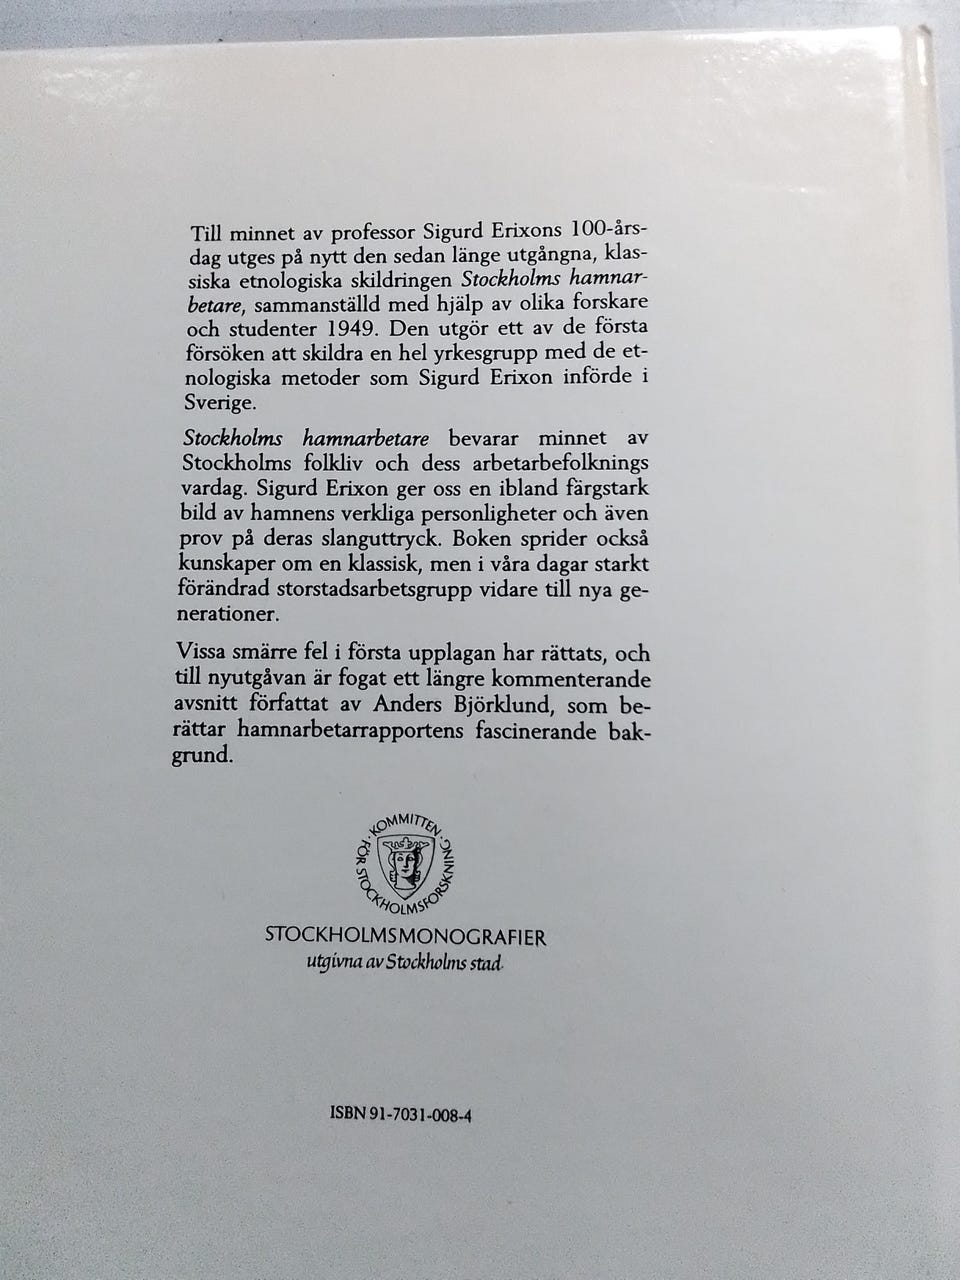 Till minnet av professor Sigurd Erixons 100-års-
dag utges på nytt den sedan länge utgångna, klas-
siska etnologiska skildringen Stockholms hamnar-
betare, sammanställd med hjälp av olika forskare
och studenter 1949. Den utgör ett av de första
försöken att skildra en hel yrkesgrupp med de et-
nologiska metoder som Sigurd Erixon införde i
Sverige.
Stockholms hamnarbetare bevarar minnet av
Stockholms folkliv och dess arbetarbefolknings
vardag. Sigurd Erixon ger oss en ibland färgstark
bild av hamnens verkliga personligheter och även
prov på deras slanguttryck. Boken sprider också
kunskaper om en klassisk, men i våra dagar starkt
förändrad storstadsarbetsgrupp vidare till nya ge-
nerationer.
Vissa smärre fel i första upplagan har rättats, och
till nyutgåvan är fogat ett längre kommenterande
avsnitt författat av Anders Björklund, som be-
rättar hamnarbetarrapportens fascinerande bak-
grund.
· KOMMITTEN ·
FÖR STOCKHOLMSFORSKNING
STOCKHOLMSMONOGRAFIER
utgivna av Stockholms stad.
ISBN 91-7031-008-4